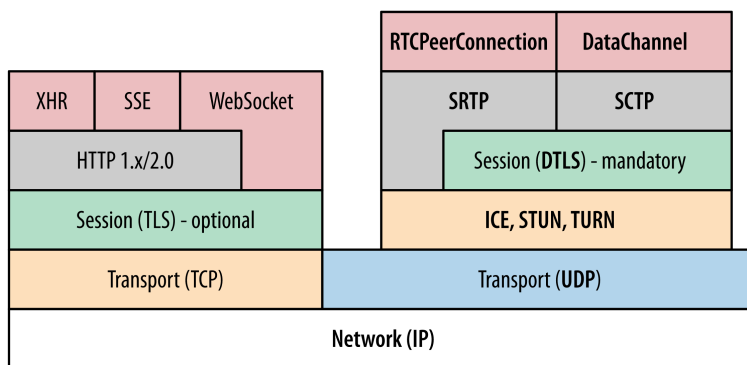 RTCPeerConnection
DataChannel
XHR
SSE
WebSocket
SRTP
SCTP
HTTP 1.x/2.0
Session (DTLS) - mandatory
Session (TLS) - optional
ICE, STUN, TURN
Transport (TCP)
Transport (UDP)
Network (IP)